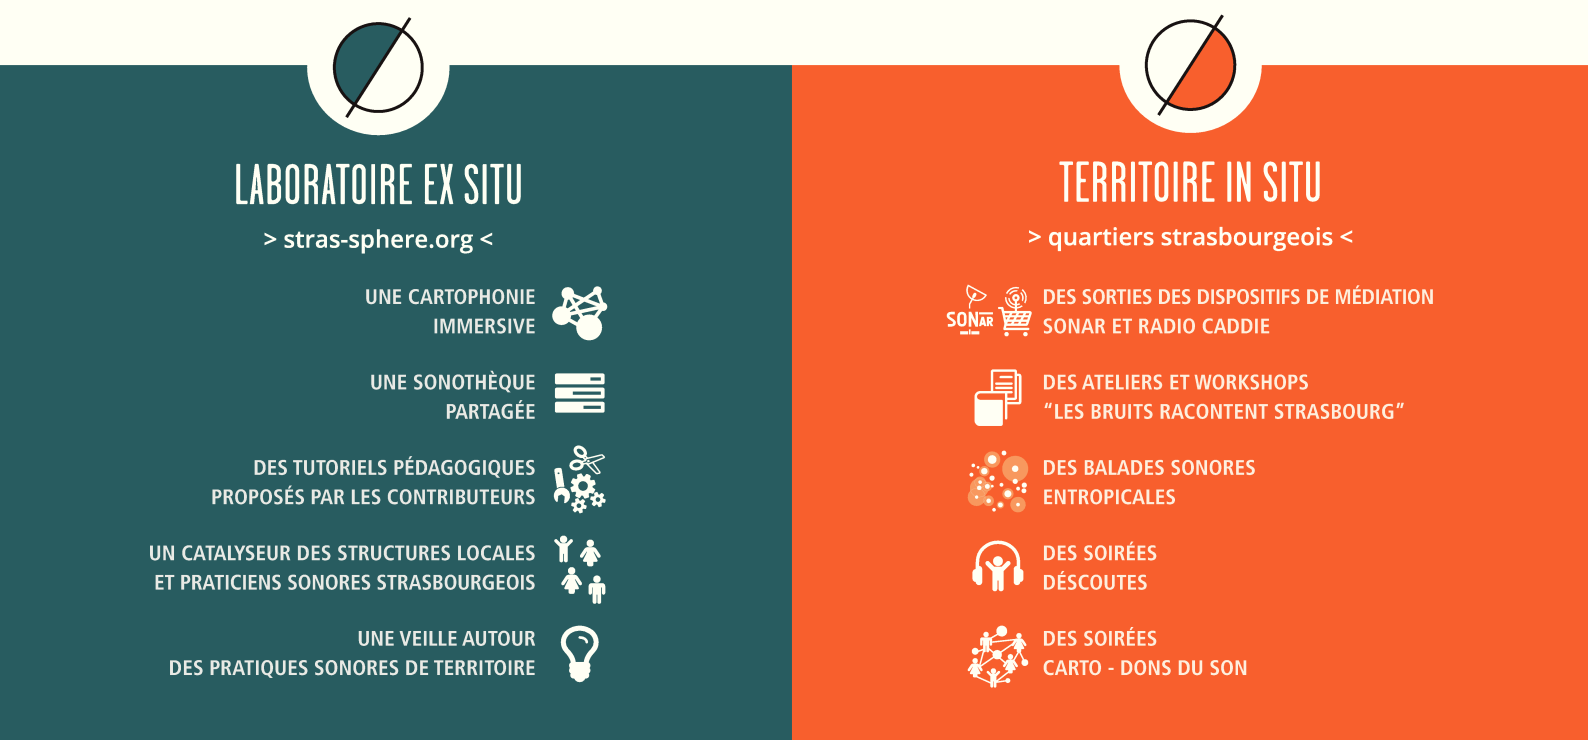 LABORATOIRE EX SITU
> stras-sphere.org <
UNE CARTOPHONIE
IMMERSIVE
UNE SONOTHÈQUE
PARTAGÉE
DES TUTORIELS PÉDAGOGIQUES
PROPOSÉS PAR LES CONTRIBUTEURS
UN CATALYSEUR DES STRUCTURES LOCALES
ET PRATICIENS SONORES STRASBOURGEOIS
UNE VEILLE AUTOUR
DES PRATIQUES SONORES DE TERRITOIRE
TERRITOIRE IN SITU
> quartiers strasbourgeois <
SONAR
DES SORTIES DES DISPOSITIFS DE MÉDIATION
SONAR ET RADIO CADDIE
DES ATELIERS ET WORKSHOPS
“LES BRUITS RACONTENT STRASBOURG”
DES BALADES SONORES
ENTROPICALES
DES SOIRÉES
DÉSCOUTES
DES SOIRÉES
CARTO - DONS DU SON